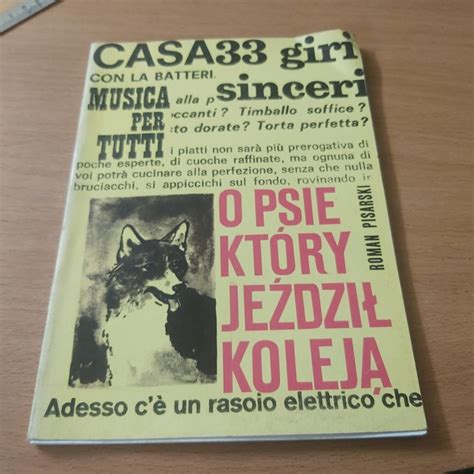 CASA33 giri
CON LA BATTERI.
sinceri
MUSICA
PER
TUTTI
alla p
occanti? Timballo soffice?
to dorate? Torta perfetta?
i piatti non sarà più prerogativa di
poche esperte, di cuoche raffinate, ma ognuna di
voi potrà cucinare alla perfezione, senza che nulla
bruciacchi, si appiccichi sul fondo, rovinando ir
O PSIE
KTÓRY
JEŹDZIŁ
KOLEJĄ
ROMAN PISARSKI
Adesso c'è un rasoio elettrico che